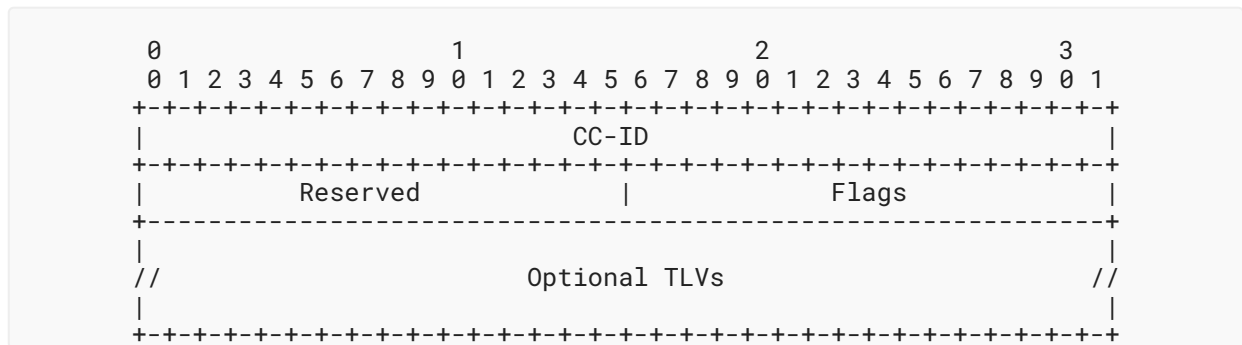 0                   1                   2                   3
 0 1 2 3 4 5 6 7 8 9 0 1 2 3 4 5 6 7 8 9 0 1 2 3 4 5 6 7 8 9 0 1
+-+-+-+-+-+-+-+-+-+-+-+-+-+-+-+-+-+-+-+-+-+-+-+-+-+-+-+-+-+-+-+-+
|                            CC-ID                              |
+-+-+-+-+-+-+-+-+-+-+-+-+-+-+-+-+-+-+-+-+-+-+-+-+-+-+-+-+-+-+-+-+
|          Reserved             |             Flags             |
+---------------------------------------------------------------+
|                                                               |
//                        Optional TLVs                        //
|                                                               |
+-+-+-+-+-+-+-+-+-+-+-+-+-+-+-+-+-+-+-+-+-+-+-+-+-+-+-+-+-+-+-+-+